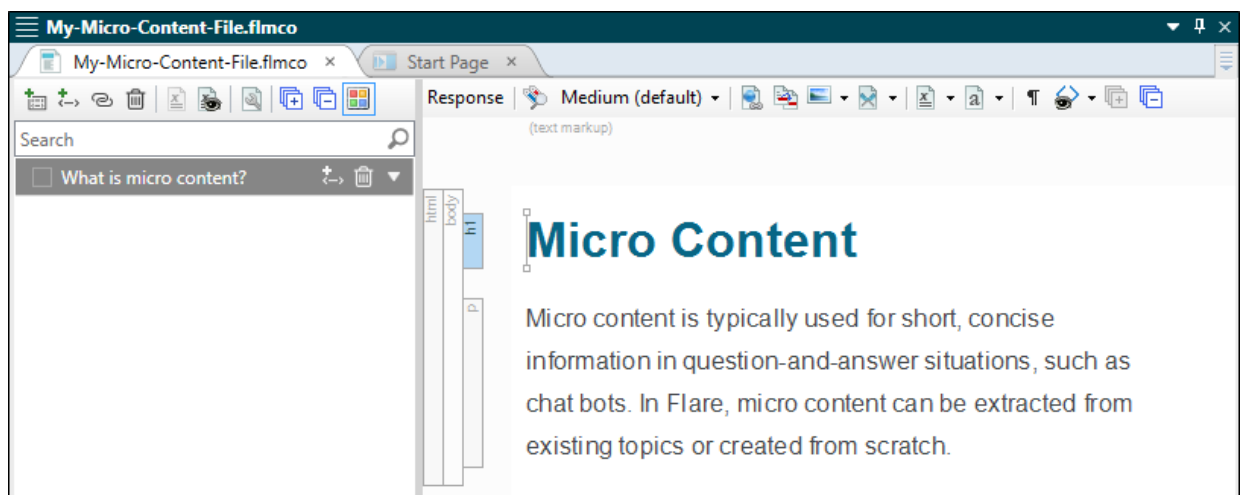 My-Micro-Content-File.flmco
My-Micro-Content-File.flmco
Start Page
Response
Medium (default)
Search
(text markup)
What is micro content?
html
body
h1
Micro Content
p
Micro content is typically used for short, concise
information in question-and-answer situations, such as
chat bots. In Flare, micro content can be extracted from
existing topics or created from scratch.